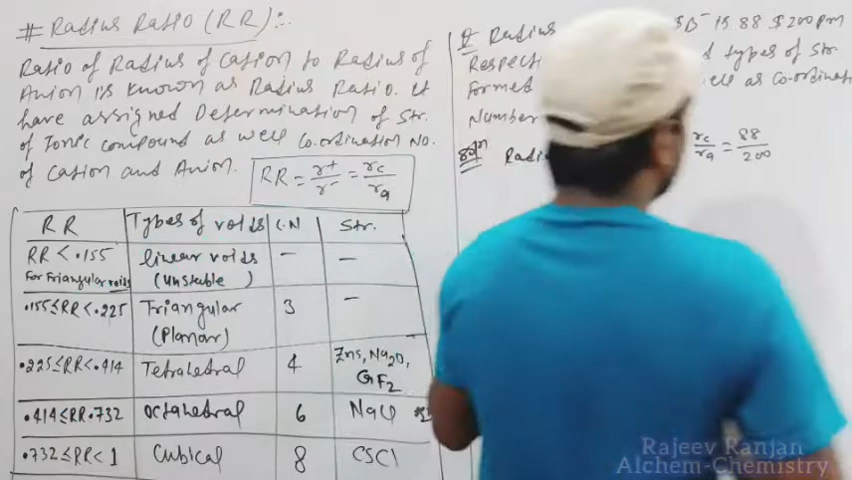 # Radius Ratio (RR):-
Ratio of Radius of Cation to Radius of
Anion is known as Radius Ratio. It
have assigned Determination of Str.
of Ionic compound as well Co.ordination No.
of Cation and Anion.
RR = r+/r- = rc/ra
RR Types of voids C.N Str.
RR < .155 linear voids - -
For Triangular voids (Unstable )
.155≤RR<.225 Triangular 3 -
(Planar)
.225≤RR<.414 Tetrahedral 4 Zns, Na2O,
CaF2
.414≤RR.732 Octahedral 6 NaCl
.732≤RR<1 Cubical 8 CSCl
If Radius B- is 88 & 200pm
Respect types of Str.
Formed as Co-ordinat
Number
Soln Radi rc/ra = 88/200
Rajeev Ranjan
Alchem-Chemistry